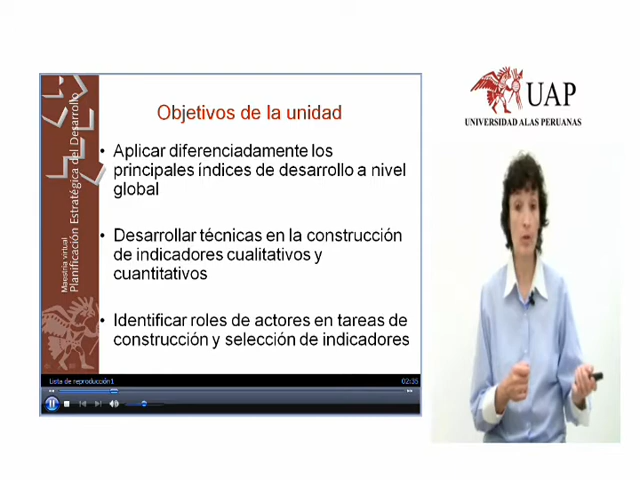 Objetivos de la unidad
• Aplicar diferenciadamente los
principales índices de desarrollo a nivel
global
• Desarrollar técnicas en la construcción
de indicadores cualitativos y
cuantitativos
• Identificar roles de actores en tareas de
construcción y selección de indicadores
Maestría virtual
Planificación Estratégica del Desarrollo
Lista de reproducción1
02:35
UAP
UNIVERSIDAD ALAS PERUANAS